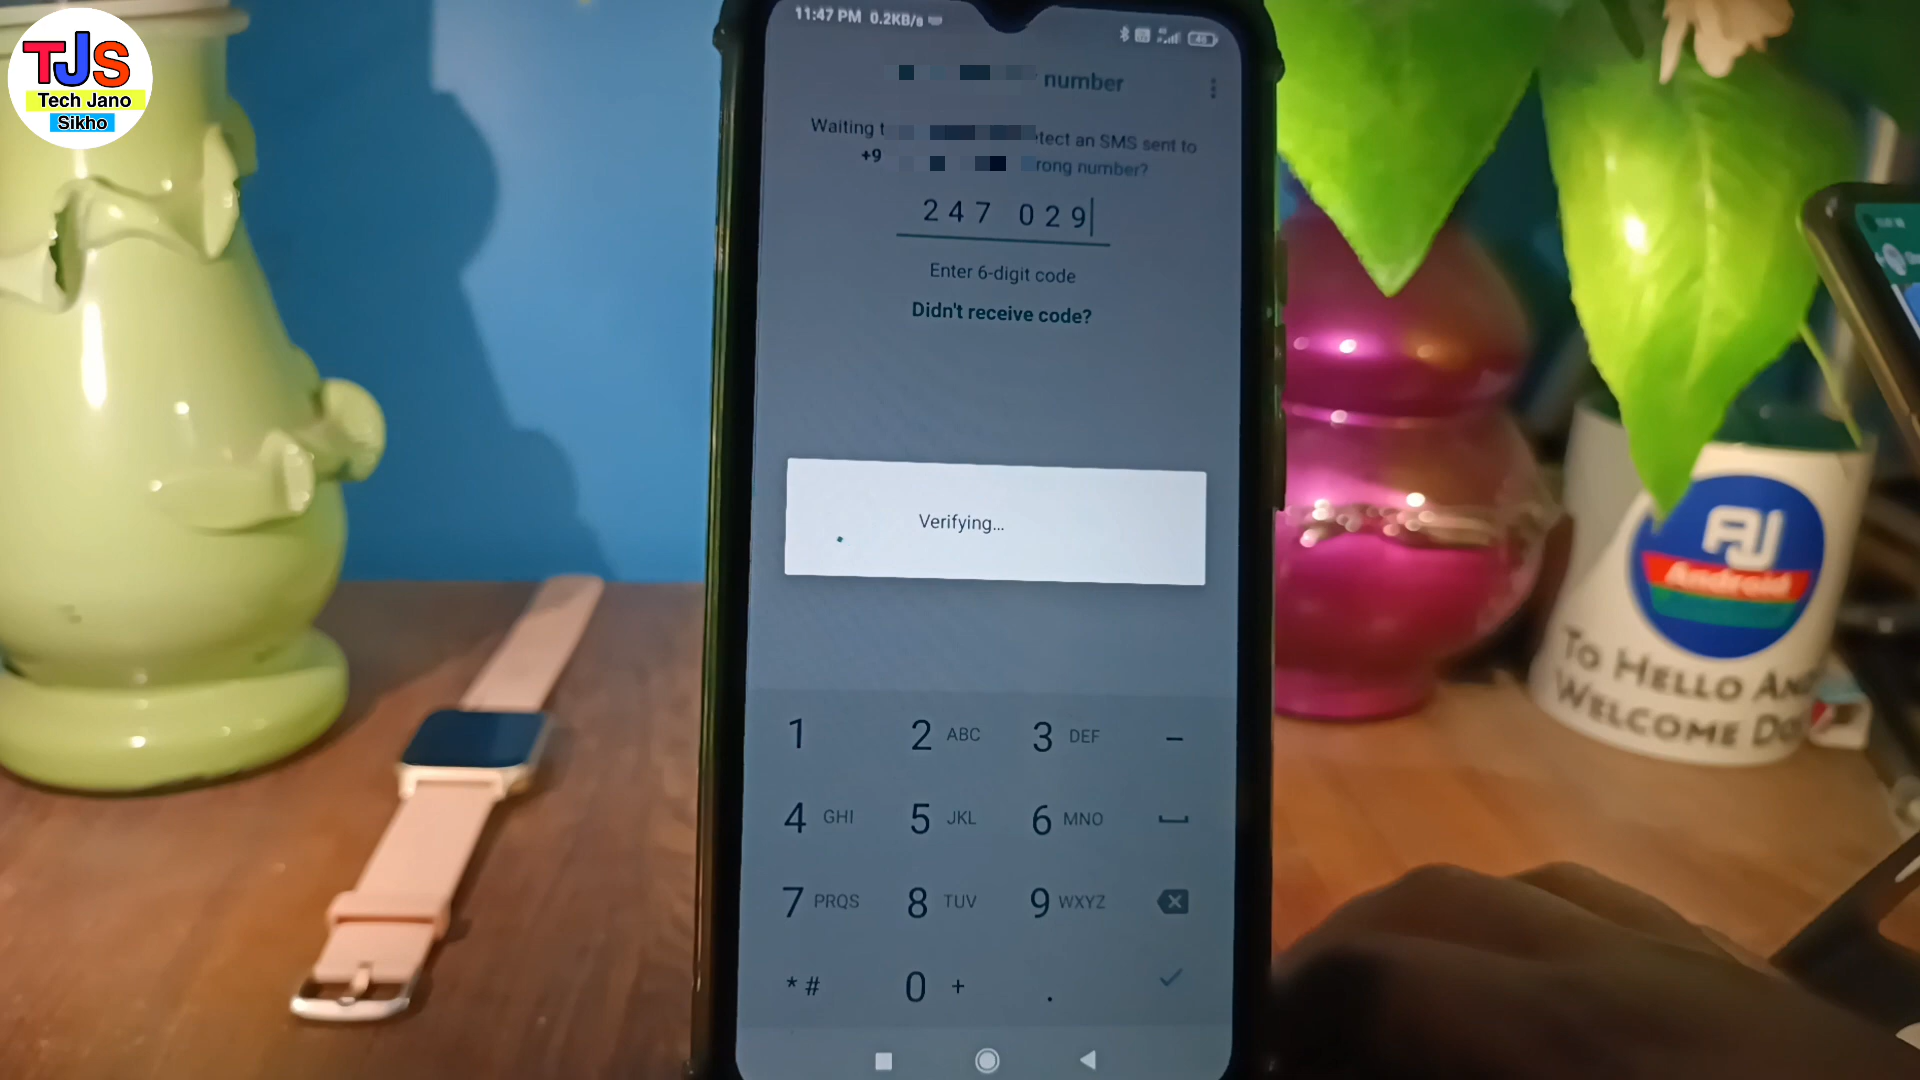 TJS
Tech Jano
Sikho
11:47 PM 0.2KB/s
number
Waiting t tect an SMS sent to
+9 rong number?
247 029
Enter 6-digit code
Didn't receive code?
Verifying...
1 2 ABC 3 DEF -
4 GHI 5 JKL 6 MNO
7 PRQS 8 TUV 9 WXYZ
* # 0 + .
AJ
Android
TO HELLO AN
WELCOME DO